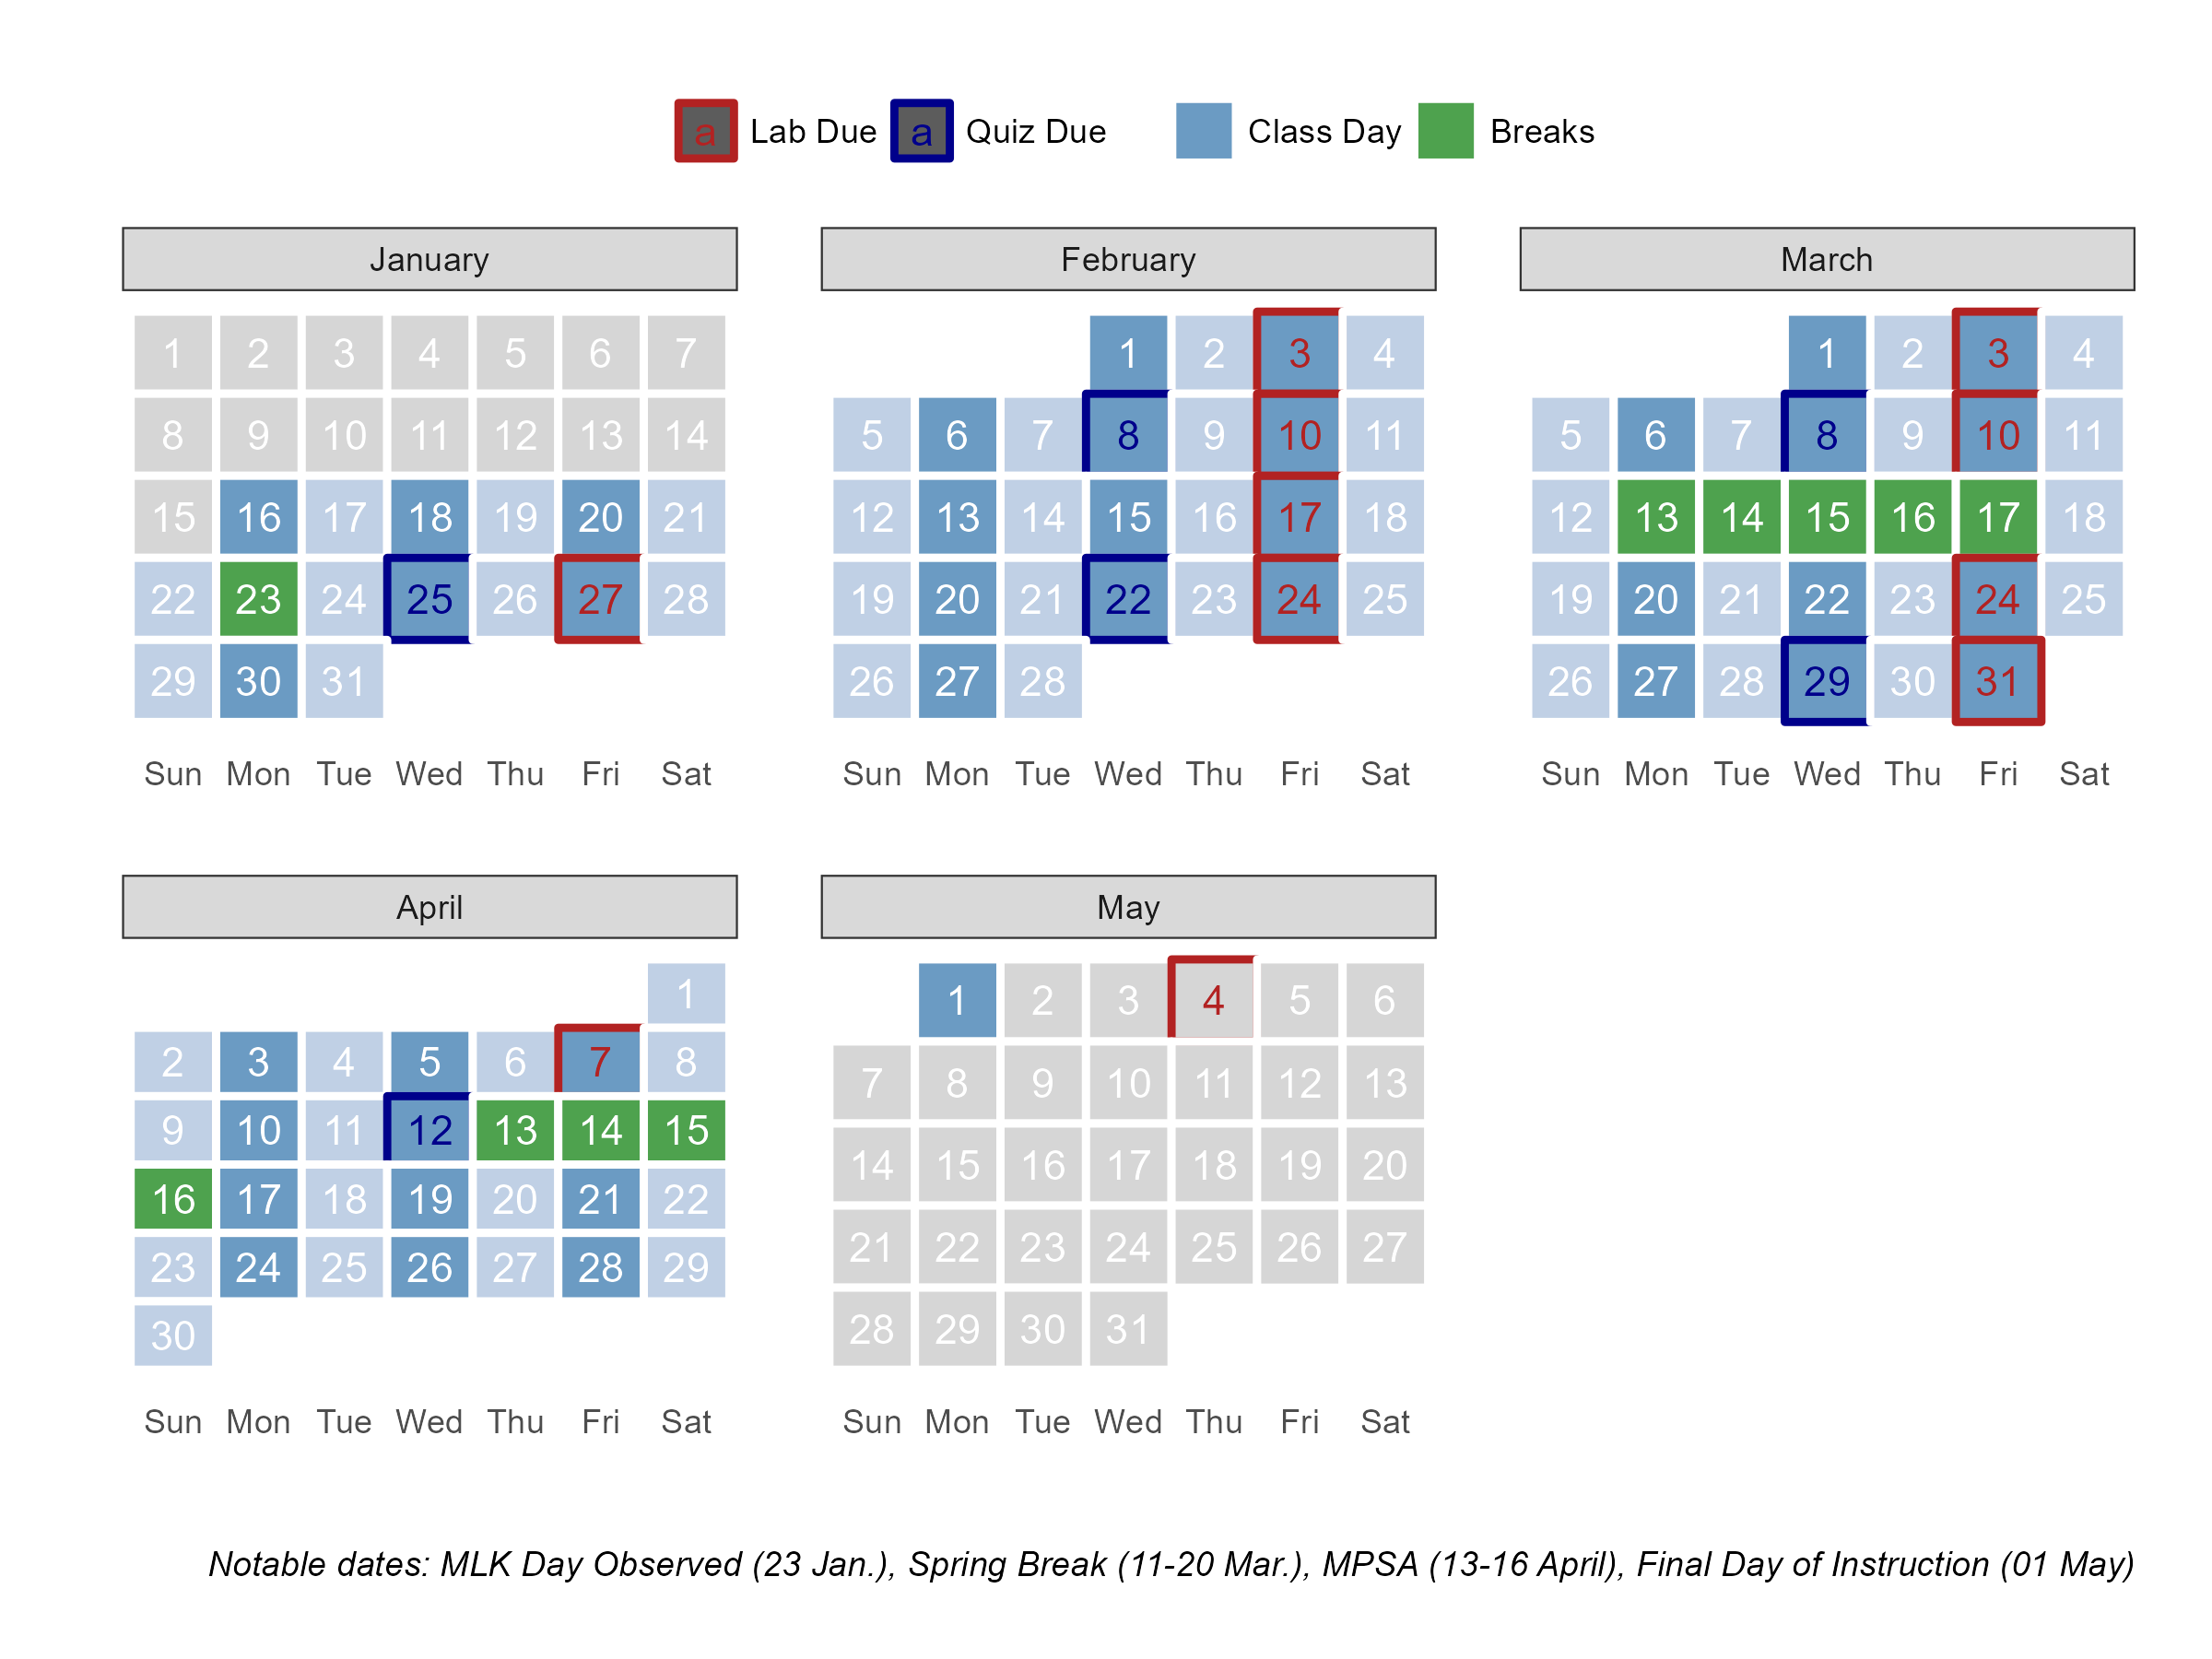 a Lab Due a Quiz Due Class Day Breaks
January
1 2 3 4 5 6 7
8 9 10 11 12 13 14
15 16 17 18 19 20 21
22 23 24 25 26 27 28
29 30 31
Sun Mon Tue Wed Thu Fri Sat
February
1 2 3 4
5 6 7 8 9 10 11
12 13 14 15 16 17 18
19 20 21 22 23 24 25
26 27 28
Sun Mon Tue Wed Thu Fri Sat
March
1 2 3 4
5 6 7 8 9 10 11
12 13 14 15 16 17 18
19 20 21 22 23 24 25
26 27 28 29 30 31
Sun Mon Tue Wed Thu Fri Sat
April
1
2 3 4 5 6 7 8
9 10 11 12 13 14 15
16 17 18 19 20 21 22
23 24 25 26 27 28 29
30
Sun Mon Tue Wed Thu Fri Sat
May
1 2 3 4 5 6
7 8 9 10 11 12 13
14 15 16 17 18 19 20
21 22 23 24 25 26 27
28 29 30 31
Sun Mon Tue Wed Thu Fri Sat
Notable dates: MLK Day Observed (23 Jan.), Spring Break (11-20 Mar.), MPSA (13-16 April), Final Day of Instruction (01 May)